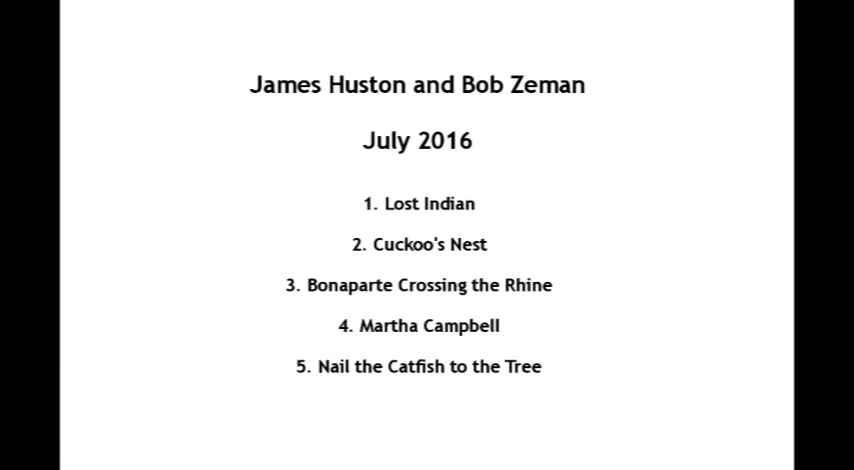 James Huston and Bob Zeman
July 2016
1. Lost Indian
2. Cuckoo's Nest
3. Bonaparte Crossing the Rhine
4. Martha Campbell
5. Nail the Catfish to the Tree